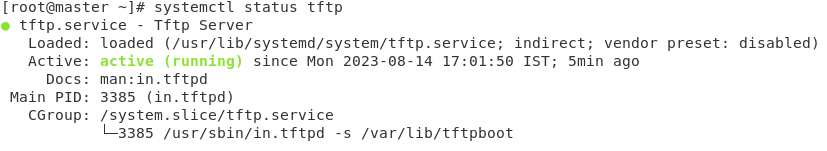 [root@master ~]# systemctl status tftp
● tftp.service - Tftp Server
   Loaded: loaded (/usr/lib/systemd/system/tftp.service; indirect; vendor preset: disabled)
   Active: active (running) since Mon 2023-08-14 17:01:50 IST; 5min ago
     Docs: man:in.tftpd
 Main PID: 3385 (in.tftpd)
   CGroup: /system.slice/tftp.service
           └─3385 /usr/sbin/in.tftpd -s /var/lib/tftpboot